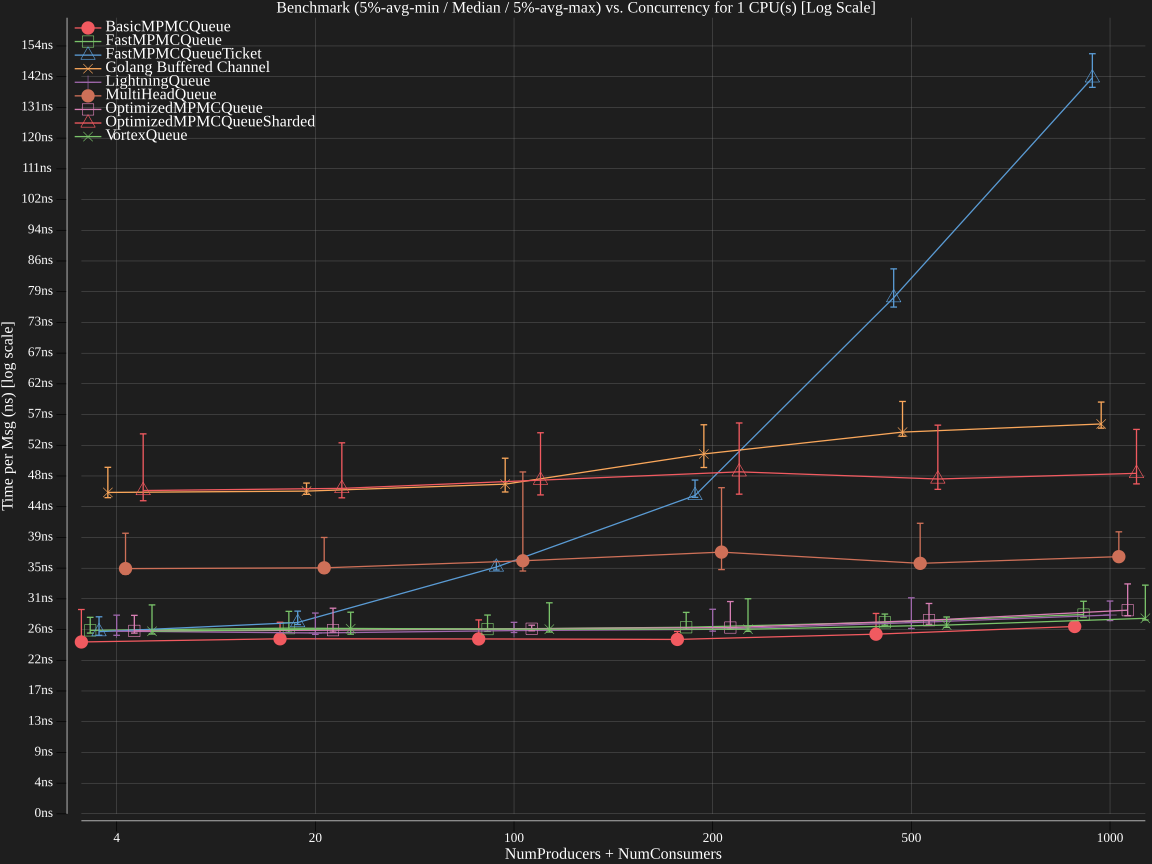 Benchmark (5%-avg-min / Median / 5%-avg-max) vs. Concurrency for 1 CPU(s) [Log Scale]
BasicMPMCQueue
FastMPMCQueue
FastMPMCQueueTicket
Golang Buffered Channel
LightningQueue
MultiHeadQueue
OptimizedMPMCQueue
OptimizedMPMCQueueSharded
VortexQueue
154ns
142ns
131ns
120ns
111ns
102ns
94ns
86ns
79ns
73ns
67ns
62ns
57ns
52ns
48ns
44ns
39ns
35ns
31ns
26ns
22ns
17ns
13ns
9ns
4ns
0ns
Time per Msg (ns) [log scale]
4 20 100 200 500 1000
NumProducers + NumConsumers